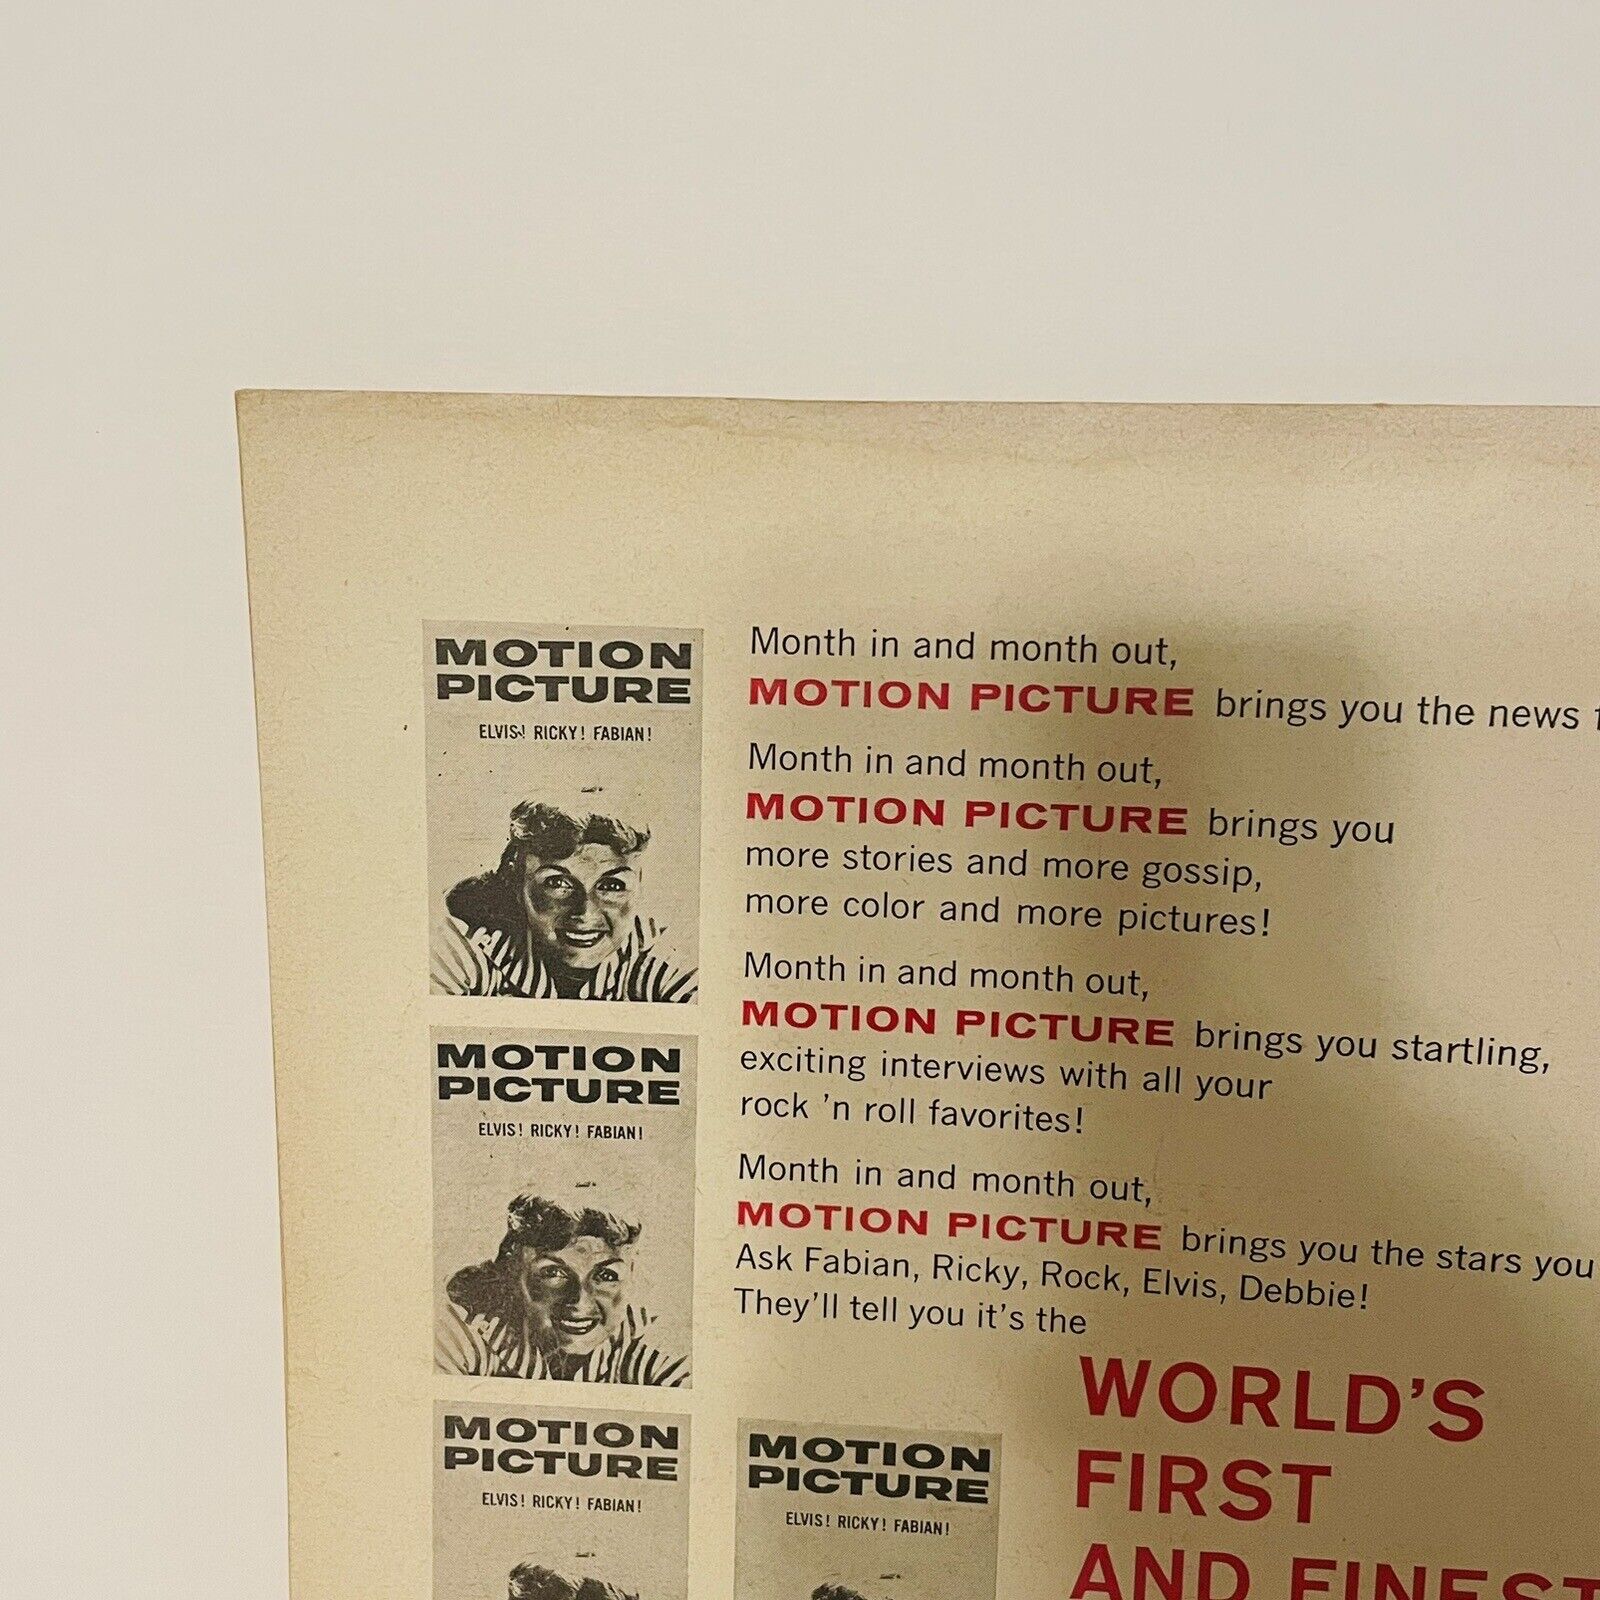 MOTION
PICTURE
ELVIS! RICKY! FABIAN!
Month in and month out,
MOTION PICTURE brings you the news
Month in and month out,
MOTION PICTURE brings you
more stories and more gossip,
more color and more pictures!
Month in and month out,
MOTION PICTURE brings you startling,
exciting interviews with all your
rock 'n roll favorites!
Month in and month out,
MOTION PICTURE brings you the stars you
Ask Fabian, Ricky, Rock, Elvis, Debbie!
They'll tell you it's the
WORLD'S
FIRST
AND FINEST
MOTION
PICTURE
ELVIS! RICKY! FABIAN!
MOTION
PICTURE
ELVIS! RICKY! FABIAN!
MOTION
PICTURE
ELVIS! RICKY! FABIAN!